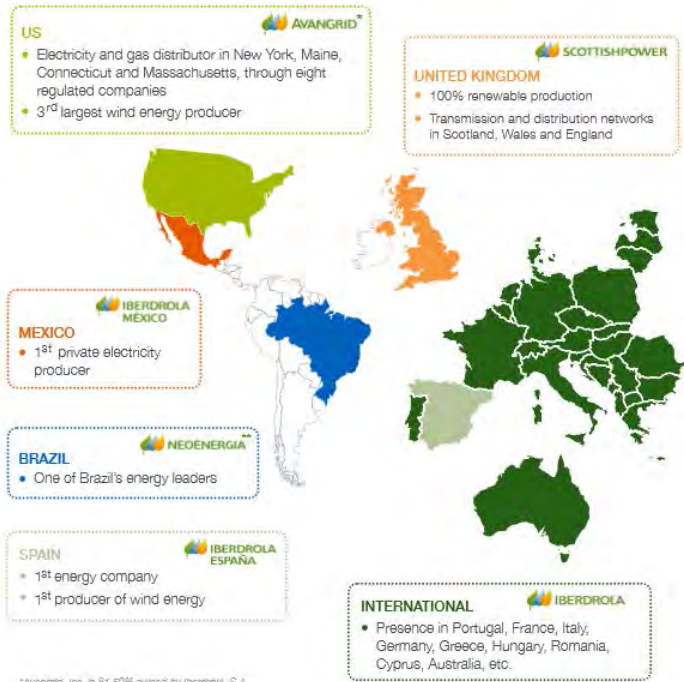 AVANGRID*
US
• Electricity and gas distributor in New York, Maine,
Connecticut and Massachusetts, through eight
regulated companies
• 3rd largest wind energy producer
SCOTTISHPOWER
UNITED KINGDOM
• 100% renewable production
• Transmission and distribution networks
in Scotland, Wales and England
IBERDROLA
MÉXICO
MEXICO
• 1st private electricity
producer
NEOENERGIA**
BRAZIL
• One of Brazil's energy leaders
IBERDROLA
ESPAÑA
SPAIN
• 1st energy company
• 1st producer of wind energy
IBERDROLA
INTERNATIONAL
• Presence in Portugal, France, Italy,
Germany, Greece, Hungary, Romania,
Cyprus, Australia, etc.